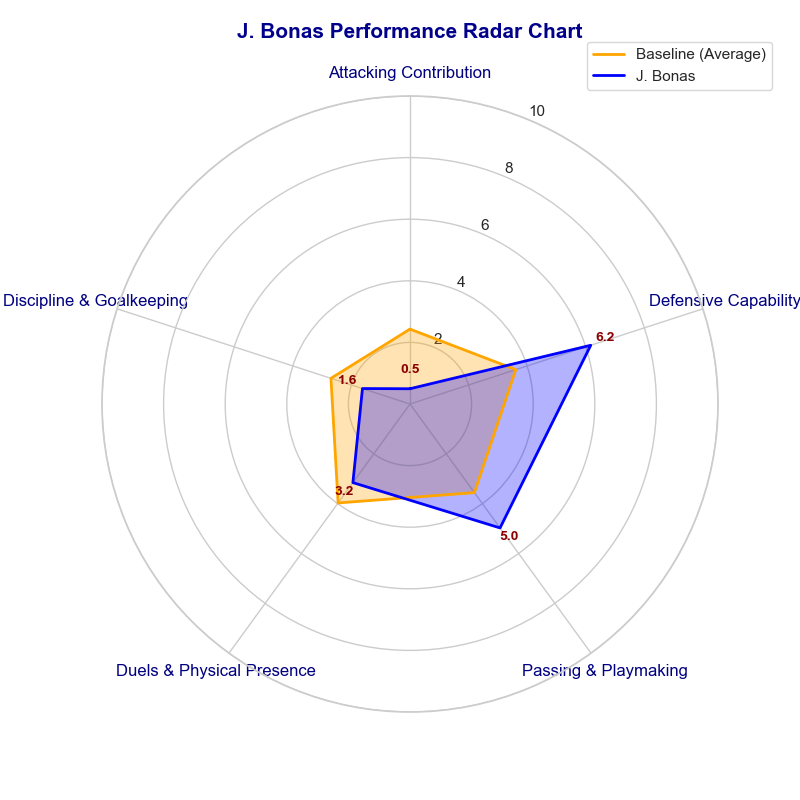 J. Bonas Performance Radar Chart
Baseline (Average)
J. Bonas
Attacking Contribution
10
8
6
4
2
Discipline & Goalkeeping
Defensive Capability
6.2
0.5
1.6
3.2
5.0
Duels & Physical Presence
Passing & Playmaking